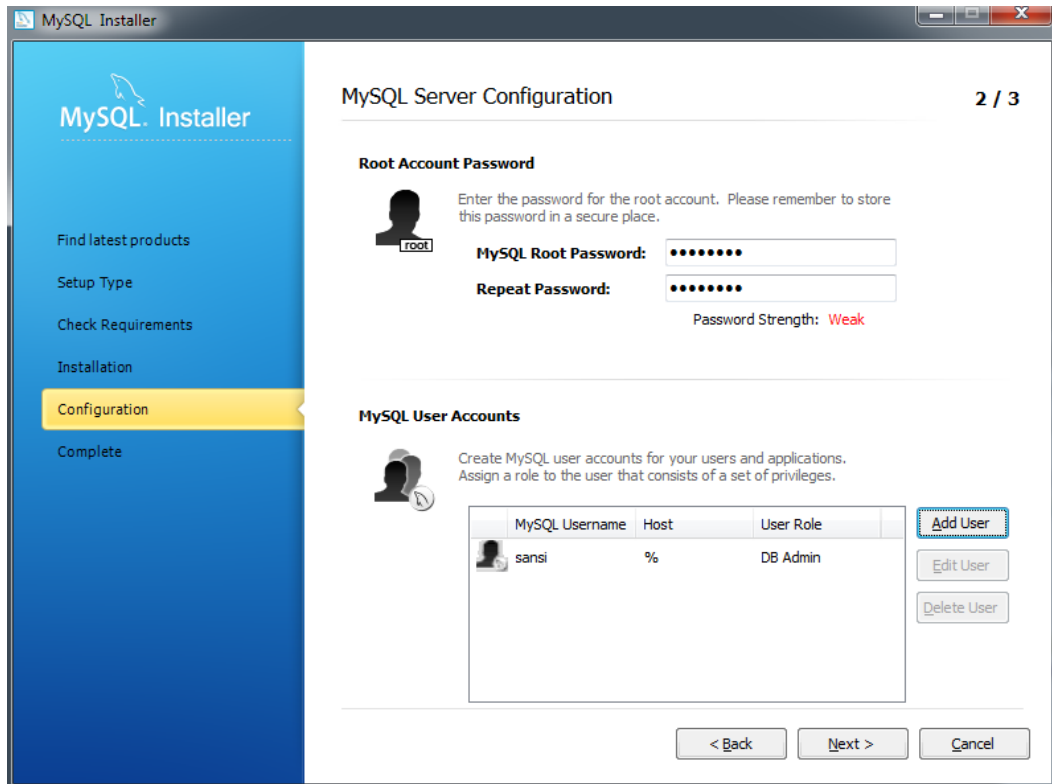 MySQL Installer
MySQL. Installer
Find latest products
Setup Type
Check Requirements
Installation
Configuration
Complete
MySQL Server Configuration
2 / 3
Root Account Password
root
Enter the password for the root account. Please remember to store
this password in a secure place.
MySQL Root Password: ●●●●●●●●
Repeat Password: ●●●●●●●●
Password Strength: Weak
MySQL User Accounts
Create MySQL user accounts for your users and applications.
Assign a role to the user that consists of a set of privileges.
MySQL Username Host User Role
sansi % DB Admin
Add User
Edit User
Delete User
< Back Next > Cancel